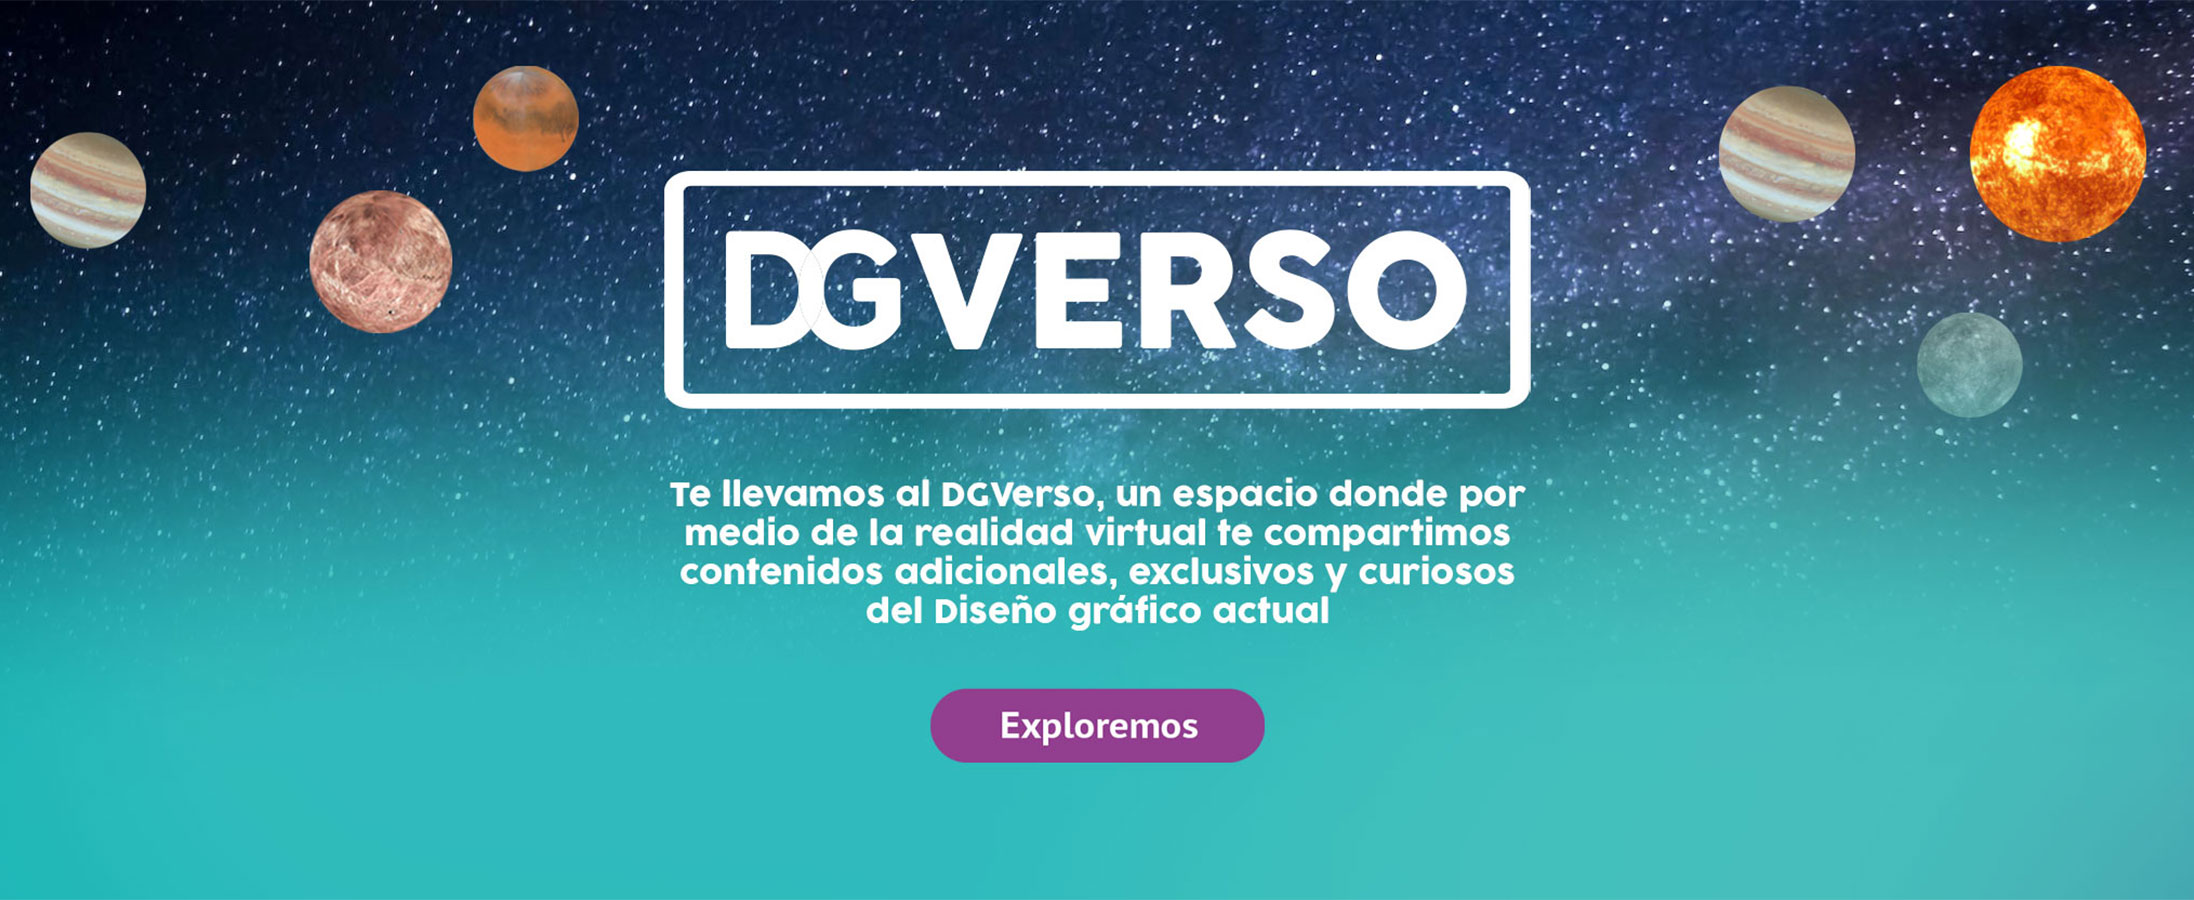 DGVERSO
Te llevamos al DGVerso, un espacio donde por
medio de la realidad virtual te compartimos
contenidos adicionales, exclusivos y curiosos
del Diseño gráfico actual
Exploremos